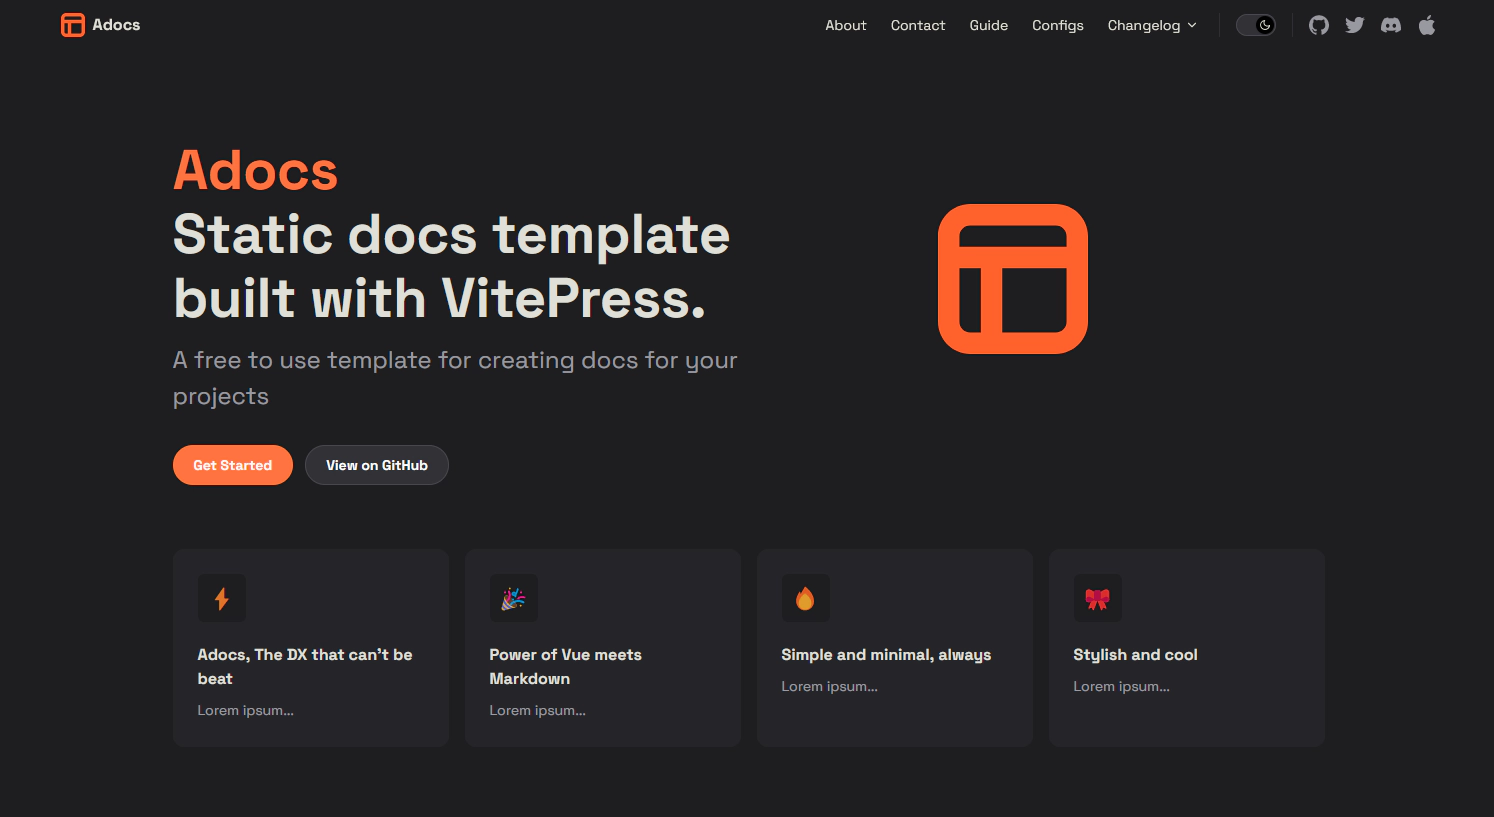 Adocs
About Contact Guide Configs Changelog
Adocs
Static docs template
built with VitePress.
A free to use template for creating docs for your
projects
Get Started View on GitHub
Adocs, The DX that can't be
beat
Lorem ipsum...
Power of Vue meets
Markdown
Lorem ipsum...
Simple and minimal, always
Lorem ipsum...
Stylish and cool
Lorem ipsum...